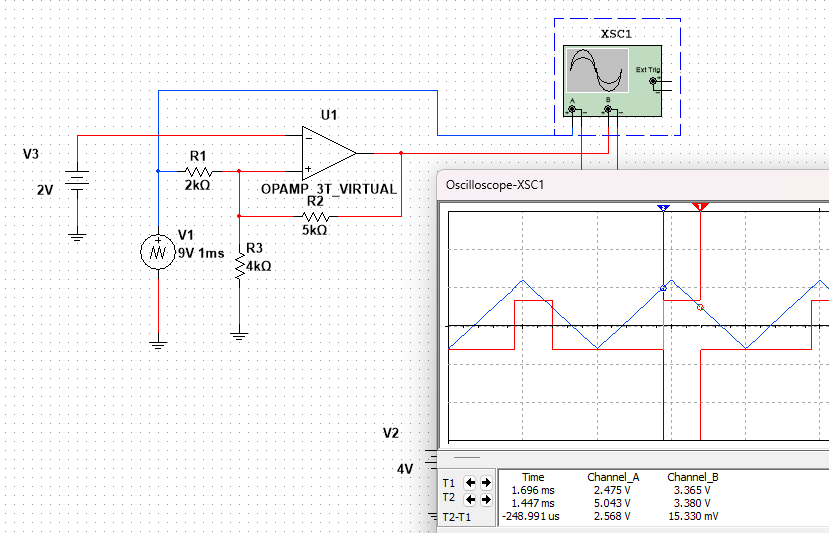 XSC1
Ext Trig
A
B
U1
V3
2V
R1
2kΩ
OPAMP_3T_VIRTUAL
R2
5kΩ
V1
9V 1ms
R3
4kΩ
V2
4V
Oscilloscope-XSC1
2
1
Time Channel_A Channel_B
T1 1.696 ms 2.475 V 3.365 V
T2 1.447 ms 5.043 V 3.380 V
T2-T1 -248.991 us 2.568 V 15.330 mV